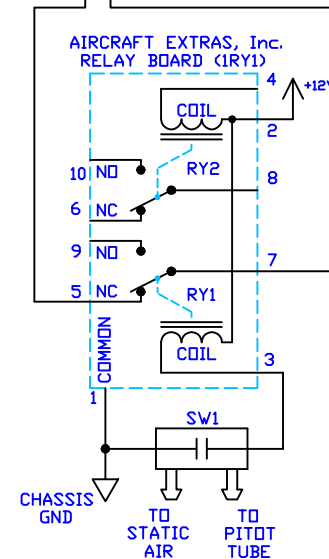 AIRCRAFT EXTRAS, Inc.
RELAY BOARD (1RY1)
4
+12V
COIL
2
10 NO
RY2
8
6 NC
9 NO
7
5 NC
RY1
COIL
3
COMMON
1
SW1
CHASSIS
GND
TO
STATIC
AIR
TO
PITOT
TUBE